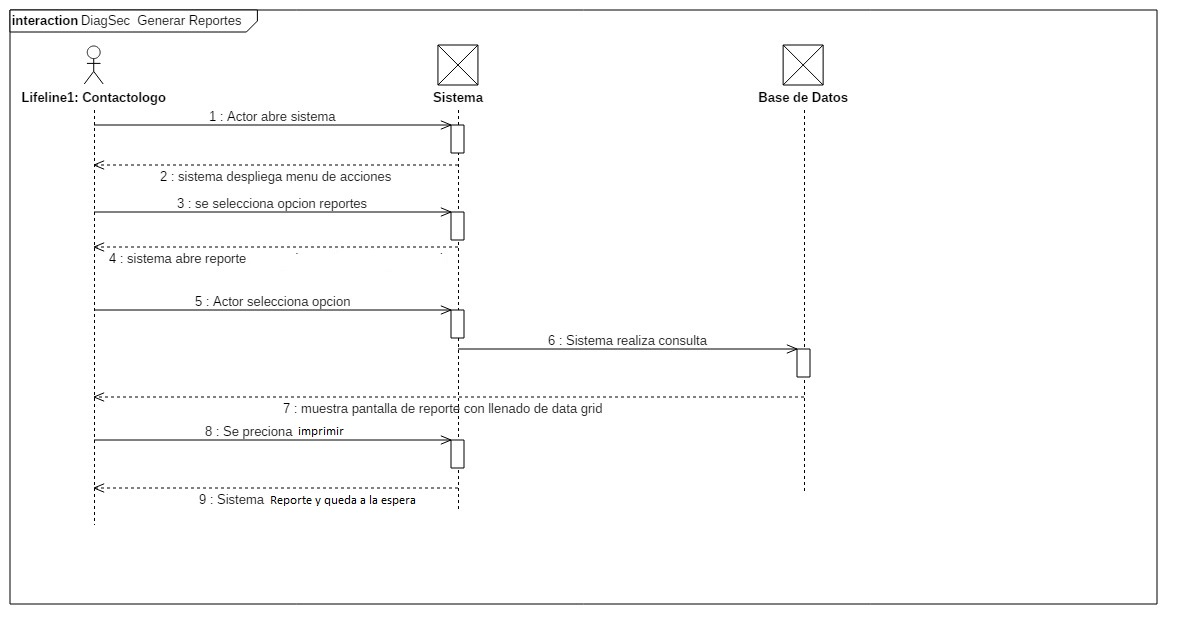 interaction DiagSec Generar Reportes
Lifeline1: Contactologo
Sistema
Base de Datos
1 : Actor abre sistema
2 : sistema despliega menu de acciones
3 : se selecciona opcion reportes
4 : sistema abre reporte
5 : Actor selecciona opcion
6 : Sistema realiza consulta
7 : muestra pantalla de reporte con llenado de data grid
8 : Se preciona imprimir
9 : Sistema Reporte y queda a la espera